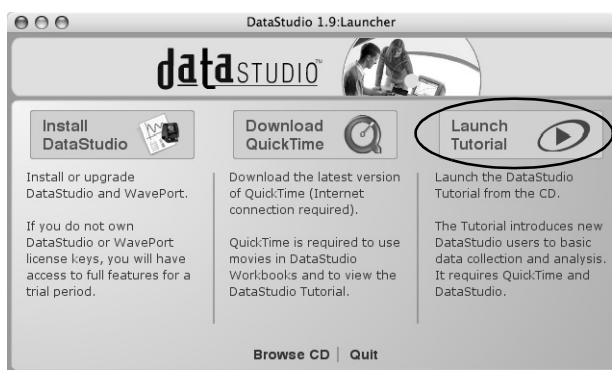 DataStudio 1.9:Launcher
data STUDIO
Install
DataStudio
Install or upgrade
DataStudio and WavePort.
If you do not own
DataStudio or WavePort
license keys, you will have
access to full features for a
trial period.
Download
QuickTime
Download the latest version
of QuickTime (Internet
connection required).
QuickTime is required to use
movies in DataStudio
Workbooks and to view the
DataStudio Tutorial.
Launch
Tutorial
Launch the DataStudio
Tutorial from the CD.
The Tutorial introduces new
DataStudio users to basic
data collection and analysis.
It requires QuickTime and
DataStudio.
Browse CD | Quit